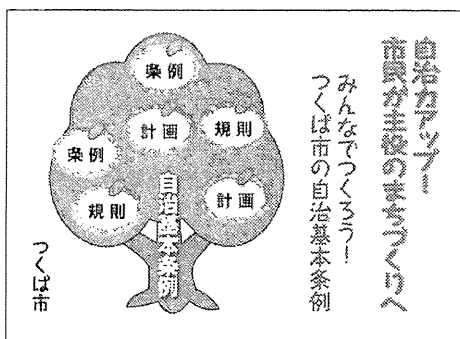 自治力アップ！
市民が主役のまちづくりへ
みんなでつくろう！
つくば市の自治基本条例
条例
計画
規則
条例
規則
計画
自治基本条例
つくば市